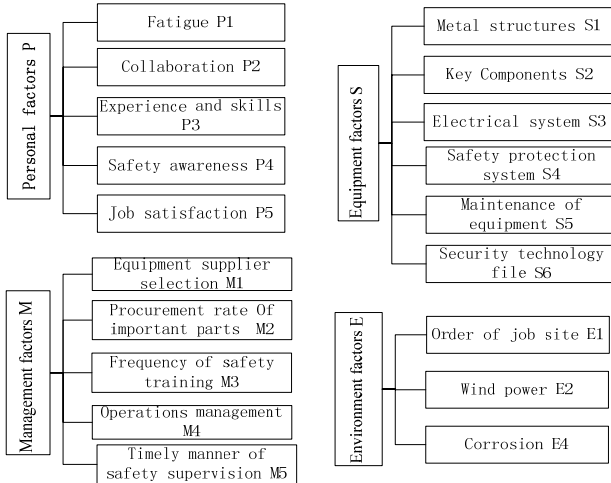 Personal factors P
Fatigue P1
Collaboration P2
Experience and skills
P3
Safety awareness P4
Job satisfaction P5
Equipment factors S
Metal structures S1
Key Components S2
Electrical system S3
Safety protection
system S4
Maintenance of
equipment S5
Security technology
file S6
Management factors M
Equipment supplier
selection M1
Procurement rate Of
important parts M2
Frequency of safety
training M3
Operations management
M4
Timely manner of
safety supervision M5
Environment factors E
Order of job site E1
Wind power E2
Corrosion E4